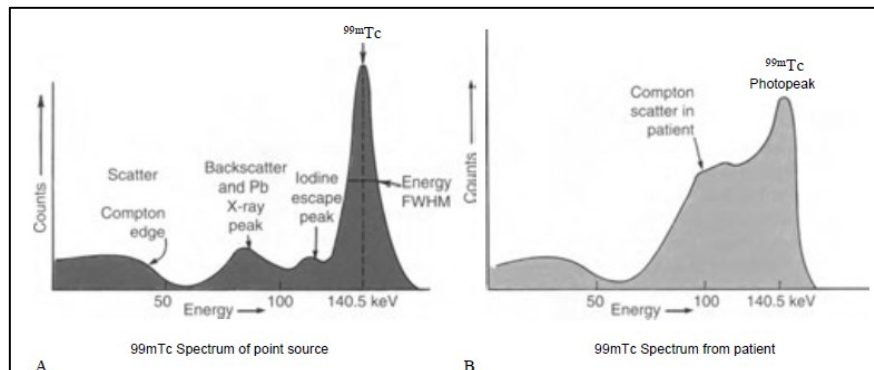 99mTc
Counts
Scatter
Compton
edge
Backscatter
and Pb
X-ray
peak
Iodine
escape
peak
Energy
FWHM
50
100
140.5 keV
Energy
99mTc Spectrum of point source
A
99mTc
Photopeak
Compton
scatter in
patient
Counts
50
100
140.5 keV
Energy
99mTc Spectrum from patient
B